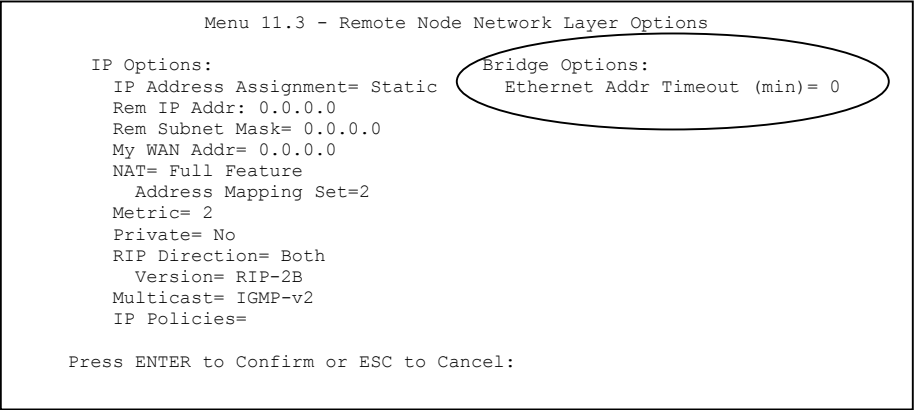 Menu 11.3 - Remote Node Network Layer Options
IP Options: Bridge Options:
IP Address Assignment= Static Ethernet Addr Timeout (min)= 0
Rem IP Addr: 0.0.0.0
Rem Subnet Mask= 0.0.0.0
My WAN Addr= 0.0.0.0
NAT= Full Feature
Address Mapping Set=2
Metric= 2
Private= No
RIP Direction= Both
Version= RIP-2B
Multicast= IGMP-v2
IP Policies=
Press ENTER to Confirm or ESC to Cancel: